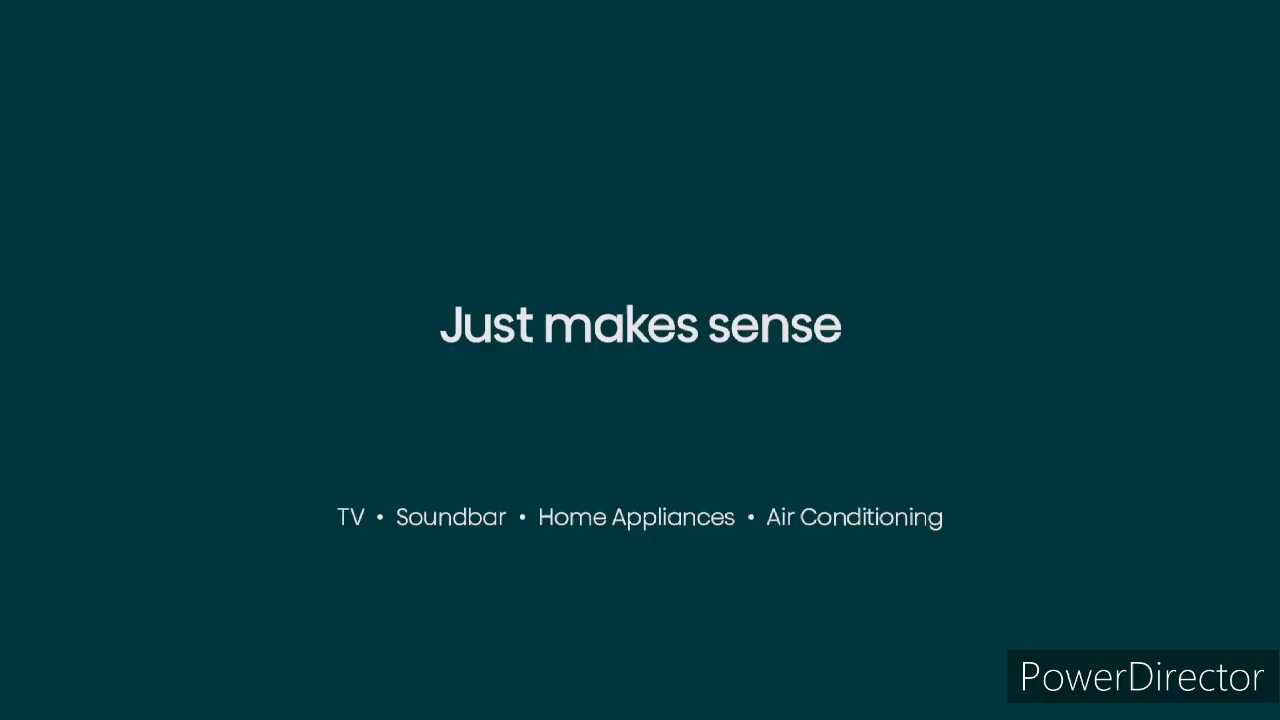 Just makes sense
TV • Soundbar • Home Appliances • Air Conditioning
PowerDirector